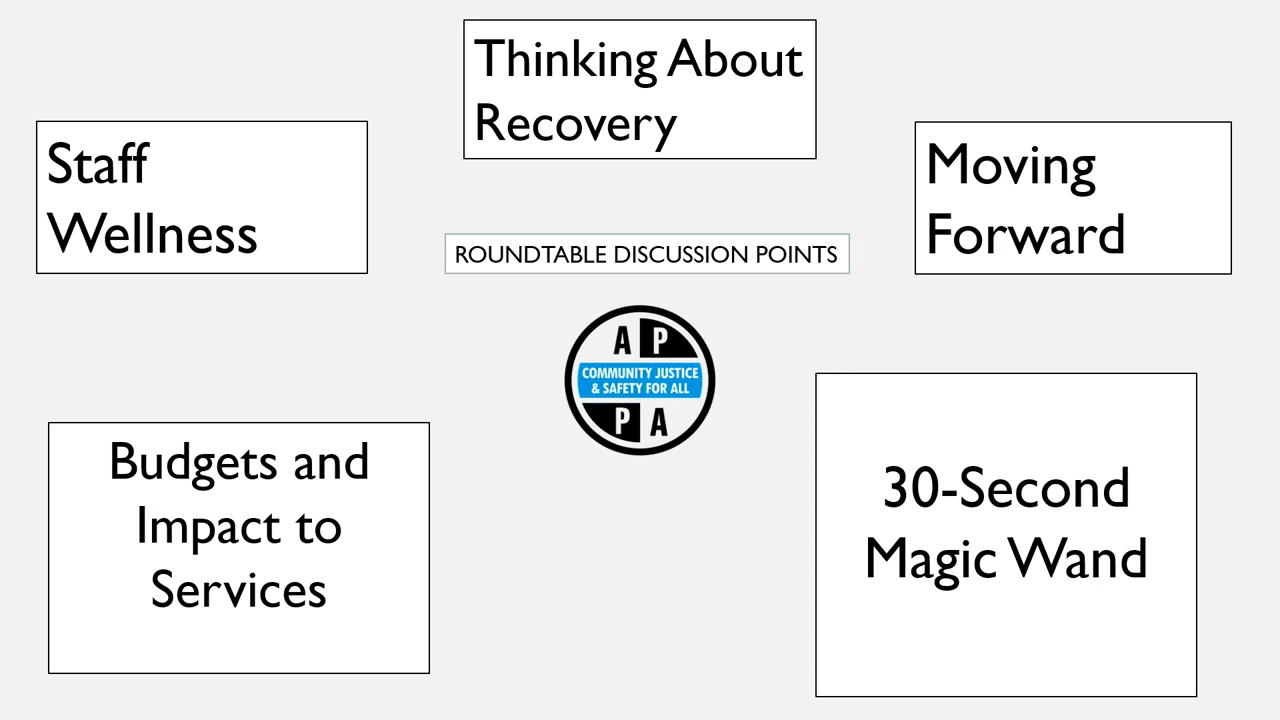 Thinking About
Recovery
Staff
Wellness
Moving
Forward
ROUNDTABLE DISCUSSION POINTS
A P
COMMUNITY JUSTICE
& SAFETY FOR ALL
P A
Budgets and
Impact to
Services
30-Second
Magic Wand